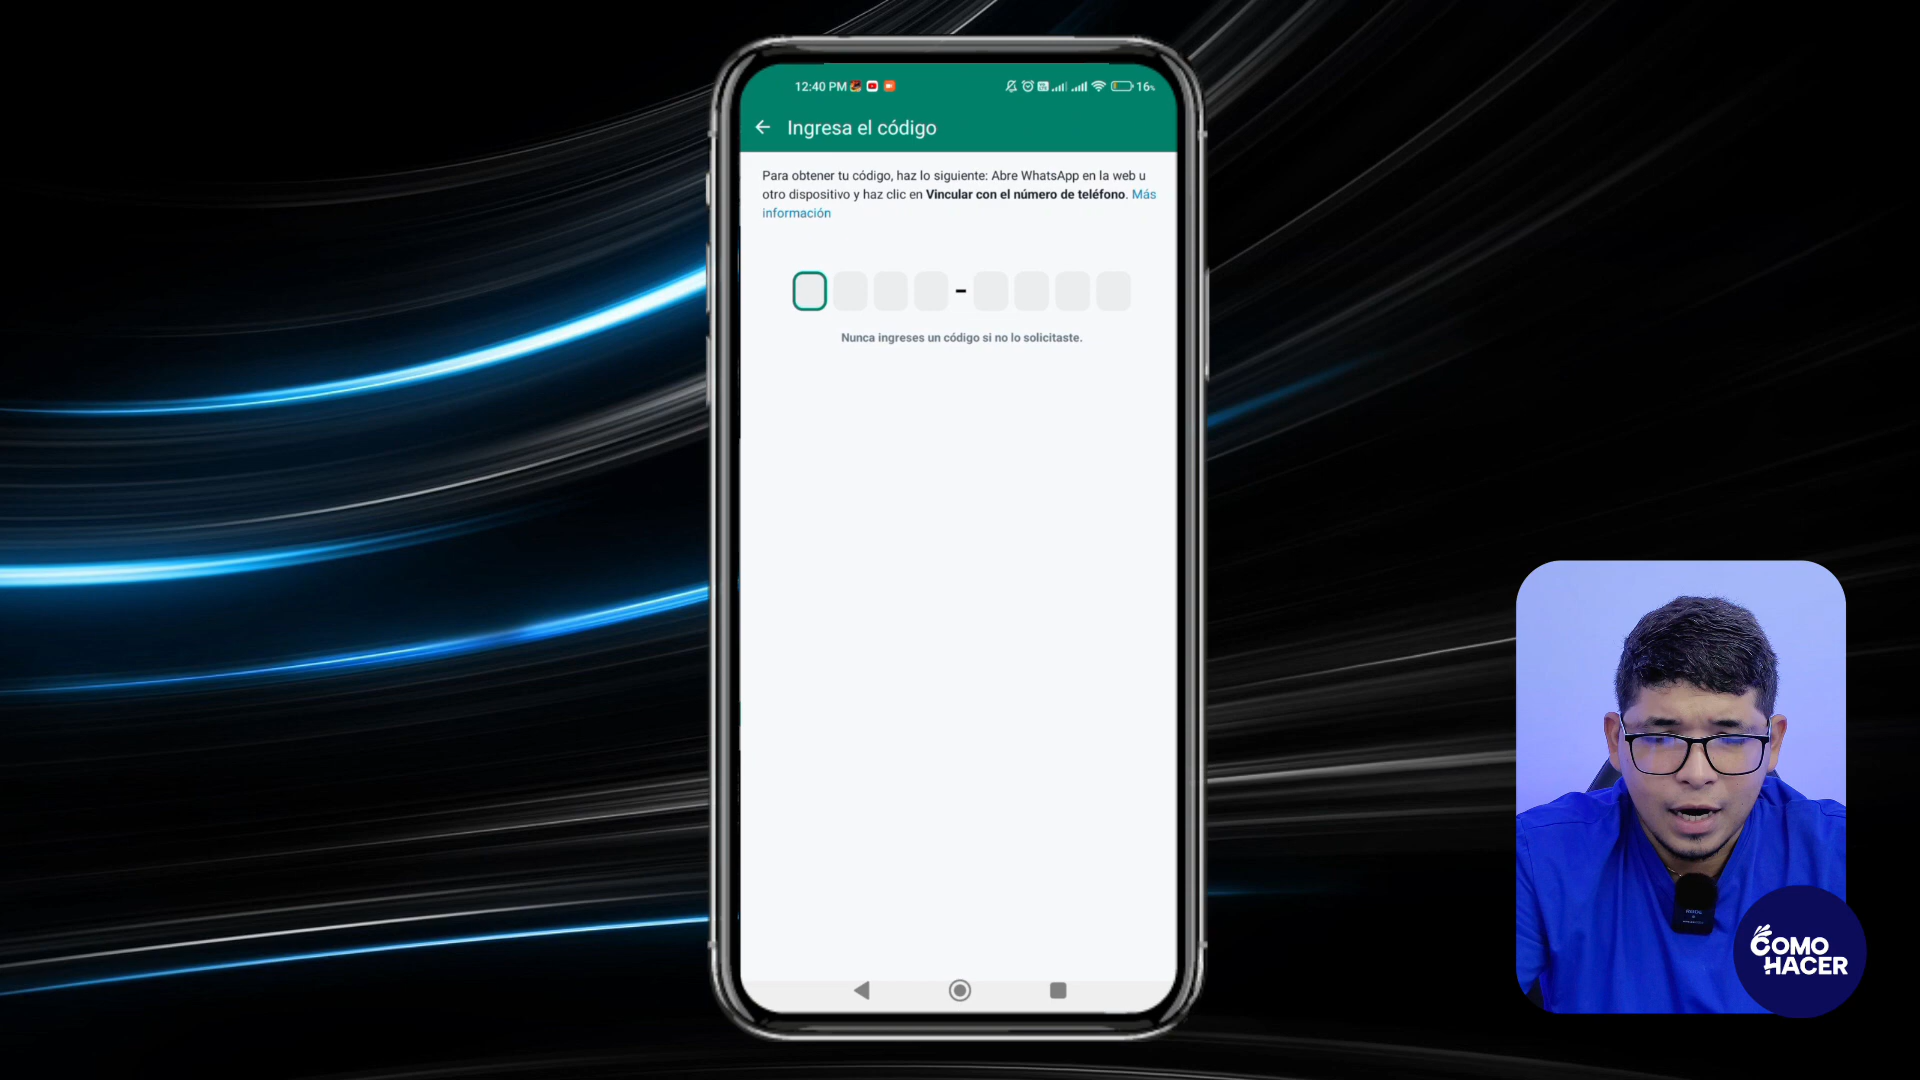 12:40 PM
16%
Ingresa el código
Para obtener tu código, haz lo siguiente: Abre WhatsApp en la web u
otro dispositivo y haz clic en Vincular con el número de teléfono. Más
información
-
Nunca ingreses un código si no lo solicitaste.
COMO
HACER